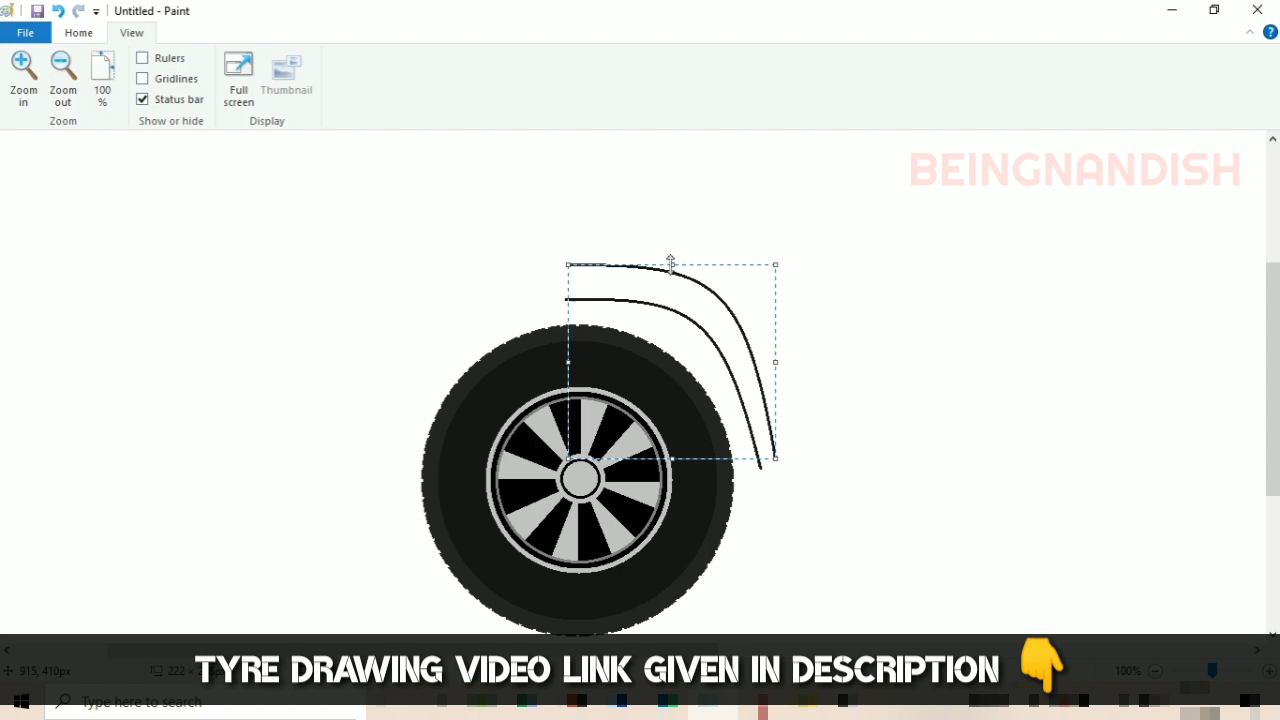 Untitled - Paint
File Home View
Zoom in
Zoom out
100 %
Rulers
Gridlines
Status bar
Full screen
Thumbnail
Zoom
Show or hide
Display
BEINGNANDISH
915, 410px
222 ×
100%
TYRE DRAWING VIDEO LINK GIVEN IN DESCRIPTION
Type here to search